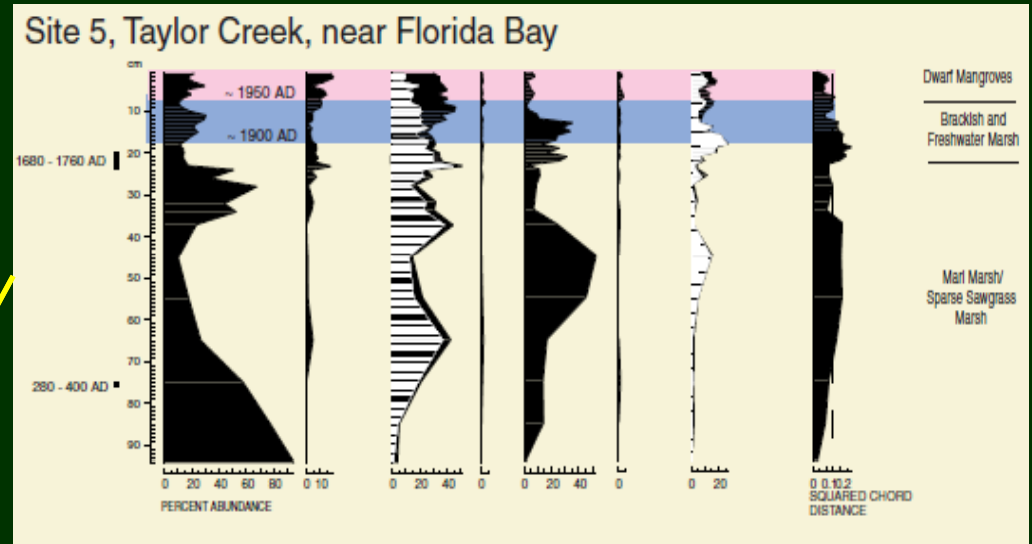 Site 5, Taylor Creek, near Florida Bay
cm
Dwarf Mangroves
~ 1950 AD
10
Brackish and
Freshwater Marsh
~ 1900 AD
1680 - 1760 AD
20
30
40
50
Marl Marsh/
Sparse Sawgrass
Marsh
60
70
280 - 400 AD
80
90
0 20 40 60 80
0 10
0 20 40
0
0 20 40
0
0 20
0 0.10.2
PERCENT ABUNDANCE
SQUARED CHORD
DISTANCE